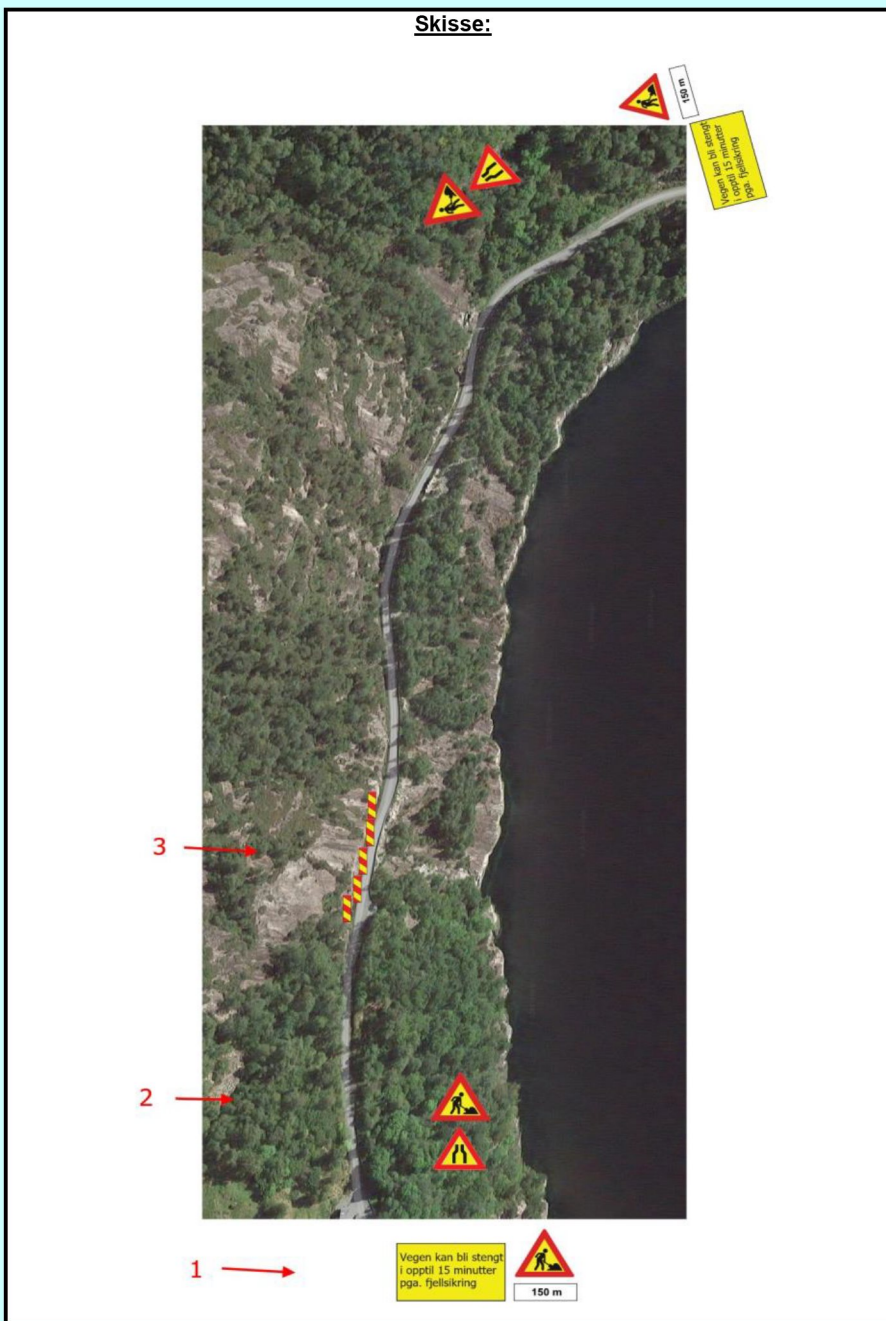 Skisse:
150 m
Vegen kan bli stengt
i opptil 15 minutter
pga. fjellsikring
3
2
1
Vegen kan bli stengt
i opptil 15 minutter
pga. fjellsikring
150 m